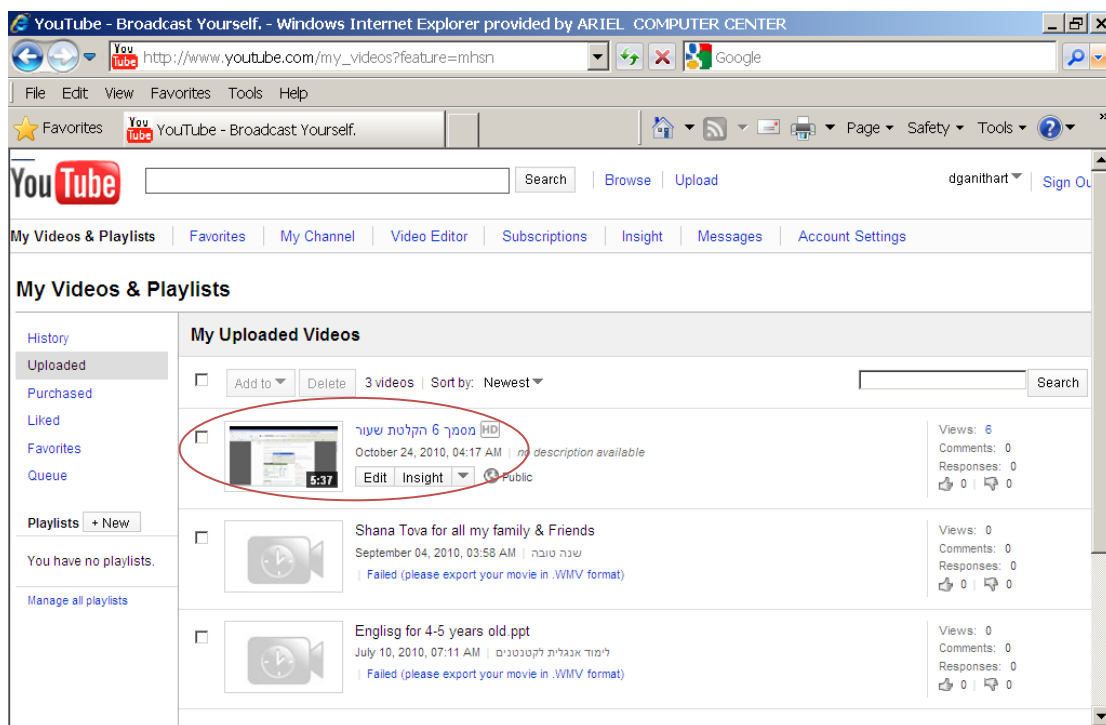 YouTube - Broadcast Yourself. - Windows Internet Explorer provided by ARIEL COMPUTER CENTER
http://www.youtube.com/my_videos?feature=mhsn Google
File Edit View Favorites Tools Help
Favorites YouTube - Broadcast Yourself. Page Safety Tools »
YouTube Search Browse Upload dganithart Sign Ou
My Videos & Playlists Favorites My Channel Video Editor Subscriptions Insight Messages Account Settings
My Videos & Playlists
History
Uploaded
Purchased
Liked
Favorites
Queue
Playlists + New
You have no playlists.
Manage all playlists
My Uploaded Videos
Add to Delete 3 videos Sort by: Newest Search
מסמך 6 הקלטת שעור HD
October 24, 2010, 04:17 AM no description available
5:37 Edit Insight Public
Views: 6
Comments: 0
Responses: 0
0 0
Shana Tova for all my family & Friends
September 04, 2010, 03:58 AM שנה טובה
Failed (please export your movie in .WMV format)
Views: 0
Comments: 0
Responses: 0
0 0
Englisg for 4-5 years old.ppt
July 10, 2010, 07:11 AM לימוד אנגלית לקטנטנים
Failed (please export your movie in .WMV format)
Views: 0
Comments: 0
Responses: 0
0 0